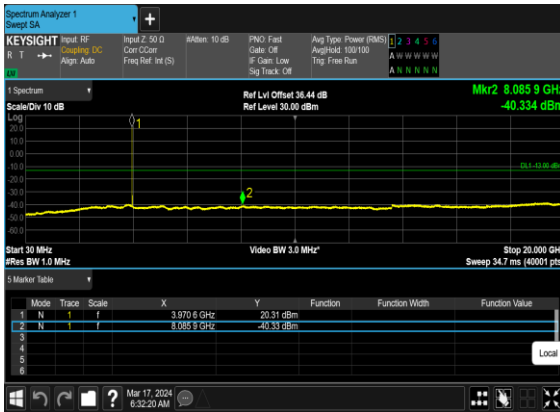 Spectrum Analyzer 1
Swept SA
+
KEYSIGHT Input: RF Input Z: 50 Ω #Atten: 10 dB PNO: Fast Avg Type: Power (RMS) 1 2 3 4 5 6
R T Coupling: DC Corr CCorr Gate: Off Avg|Hold: 100/100 A W W W W W
Align: Auto Freq Ref: Int (S) IF Gain: Low Trig: Free Run
LXI Sig Track: Off A N N N N N
1 Spectrum Ref Lvl Offset 36.44 dB Mkr2 8.085 9 GHz
Scale/Div 10 dB Ref Level 30.00 dBm -40.334 dBm
Log
20.0
10.0
0.00
-10.0
-20.0
-30.0
-40.0
-50.0
-60.0
1
2
DL1 -13.00 dBm
Start 30 MHz Video BW 3.0 MHz* Stop 20.000 GHz
#Res BW 1.0 MHz Sweep 34.7 ms (40001 pts)
5 Marker Table
Mode Trace Scale X Y Function Function Width Function Value
1 N 1 f 3.970 6 GHz 20.31 dBm
2 N 1 f 8.085 9 GHz -40.33 dBm
3
4
5
6
Local
?
Mar 17, 2024
6:32:20 AM